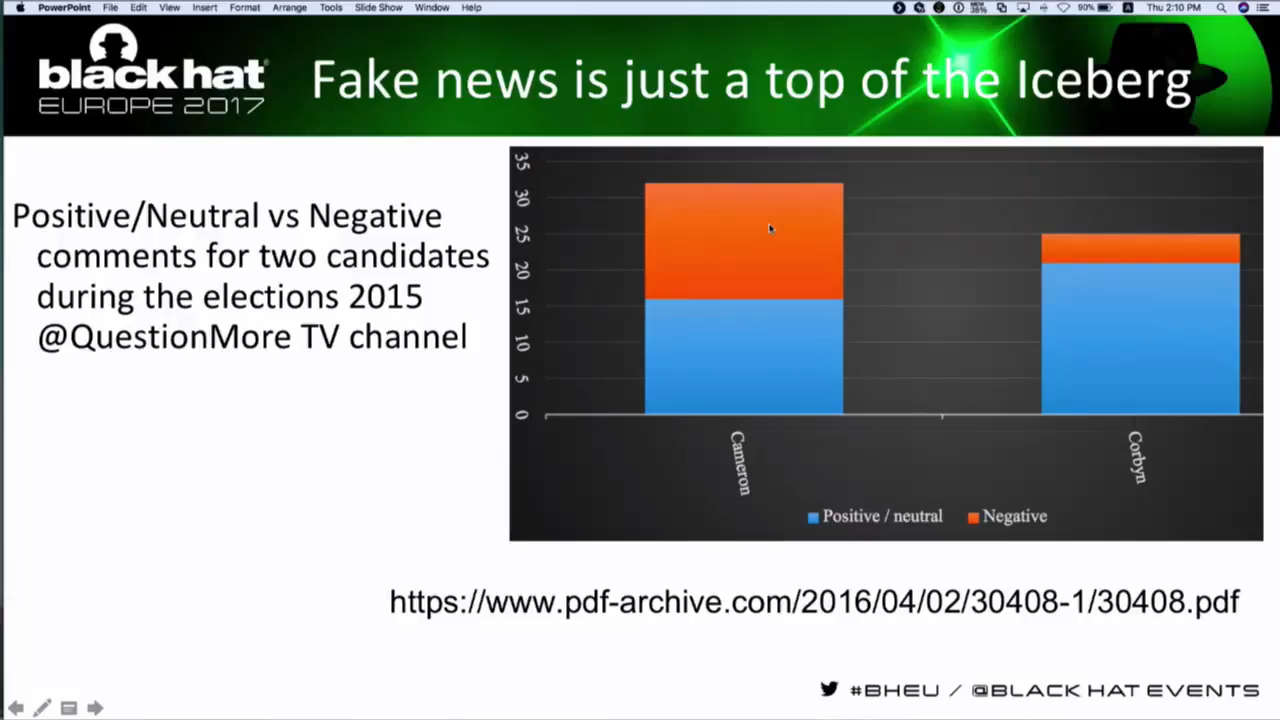 PowerPoint File Edit View Insert Format Arrange Tools Slide Show Window Help 90% Thu 2:10 PM
black hat
EUROPE 2017
Fake news is just a top of the Iceberg
Positive/Neutral vs Negative
comments for two candidates
during the elections 2015
@QuestionMore TV channel
35
30
25
20
15
10
5
0
Cameron
Corbyn
Positive / neutral
Negative
https://www.pdf-archive.com/2016/04/02/30408-1/30408.pdf
#BHEU / @BLACK HAT EVENTS